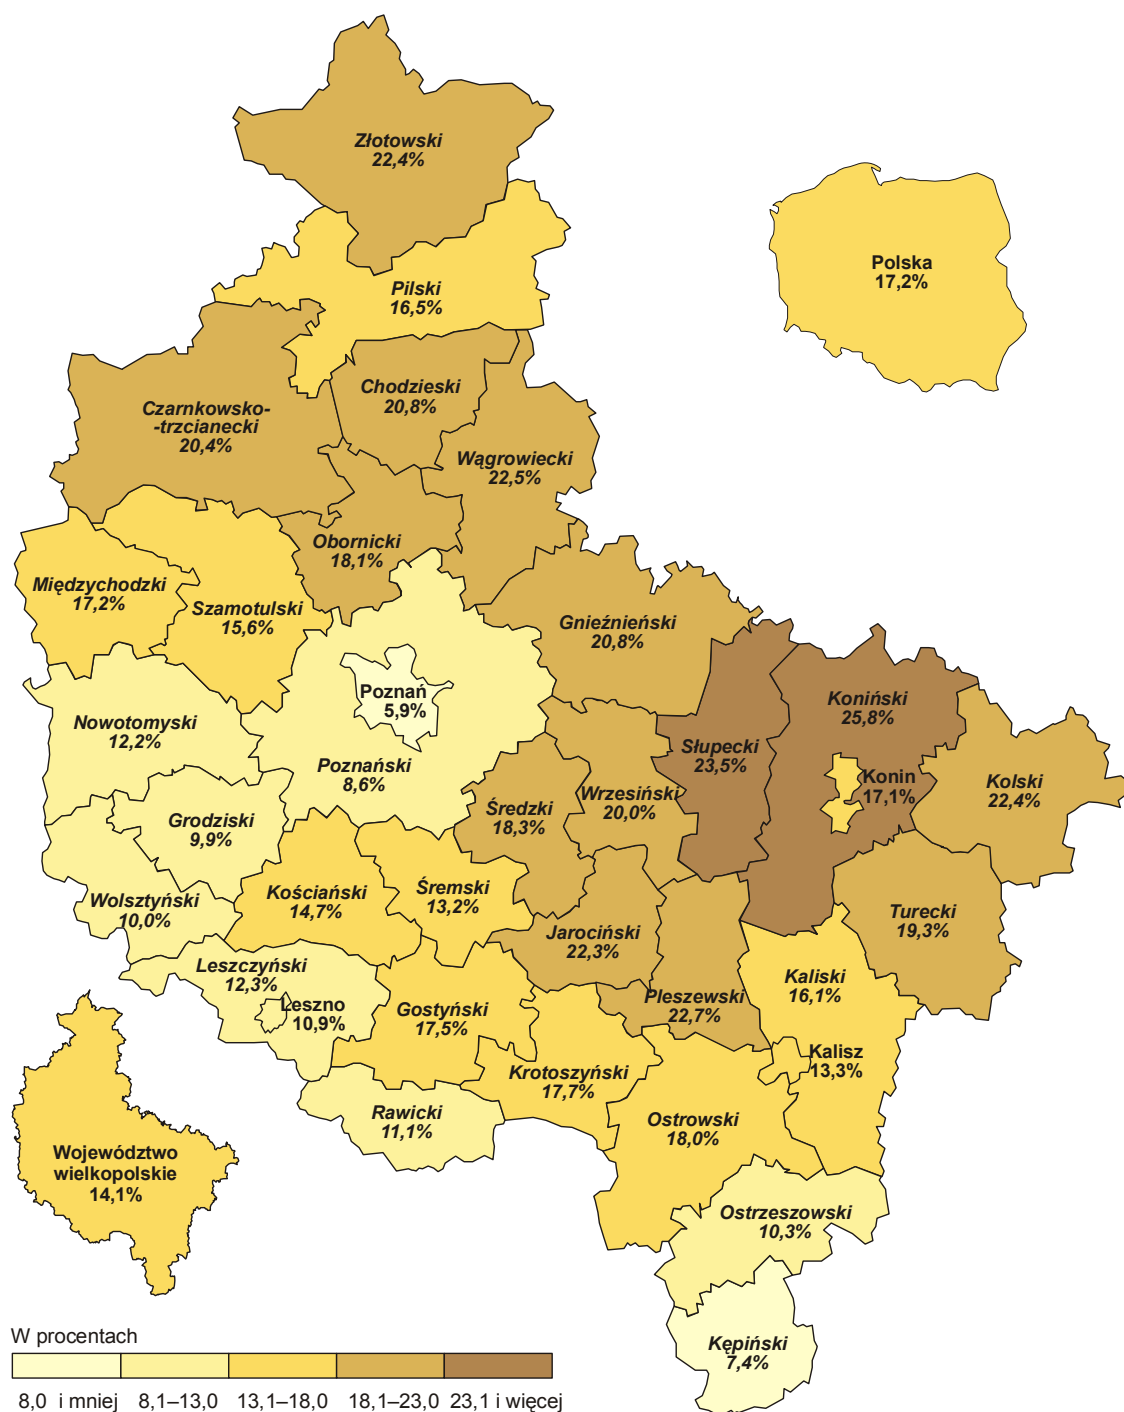 Złotowski
22,4%
Polska
17,2%
Pilski
16,5%
Chodzieski
20,8%
Czarnkowsko-
-trzcianecki
20,4%
Wągrowiecki
22,5%
Obornicki
18,1%
Międzychodzki
17,2%
Szamotulski
15,6%
Gnieźnieński
20,8%
Poznań
5,9%
Koniński
25,8%
Nowotomyski
12,2%
Słupecki
23,5%
Poznański
8,6%
Konin
17,1%
Kolski
22,4%
Średzki
18,3%
Wrzesiński
20,0%
Grodziski
9,9%
Wolsztyński
10,0%
Kościański
14,7%
Śremski
13,2%
Turecki
19,3%
Jarociński
22,3%
Leszczyński
12,3%
Kaliski
16,1%
Pleszewski
22,7%
Leszno
10,9%
Gostyński
17,5%
Kalisz
13,3%
Krotoszyński
17,7%
Rawicki
11,1%
Ostrowski
18,0%
Województwo
wielkopolskie
14,1%
Ostrzeszowski
10,3%
Kępiński
7,4%
W procentach
8,0 i mniej 8,1–13,0 13,1–18,0 18,1–23,0 23,1 i więcej